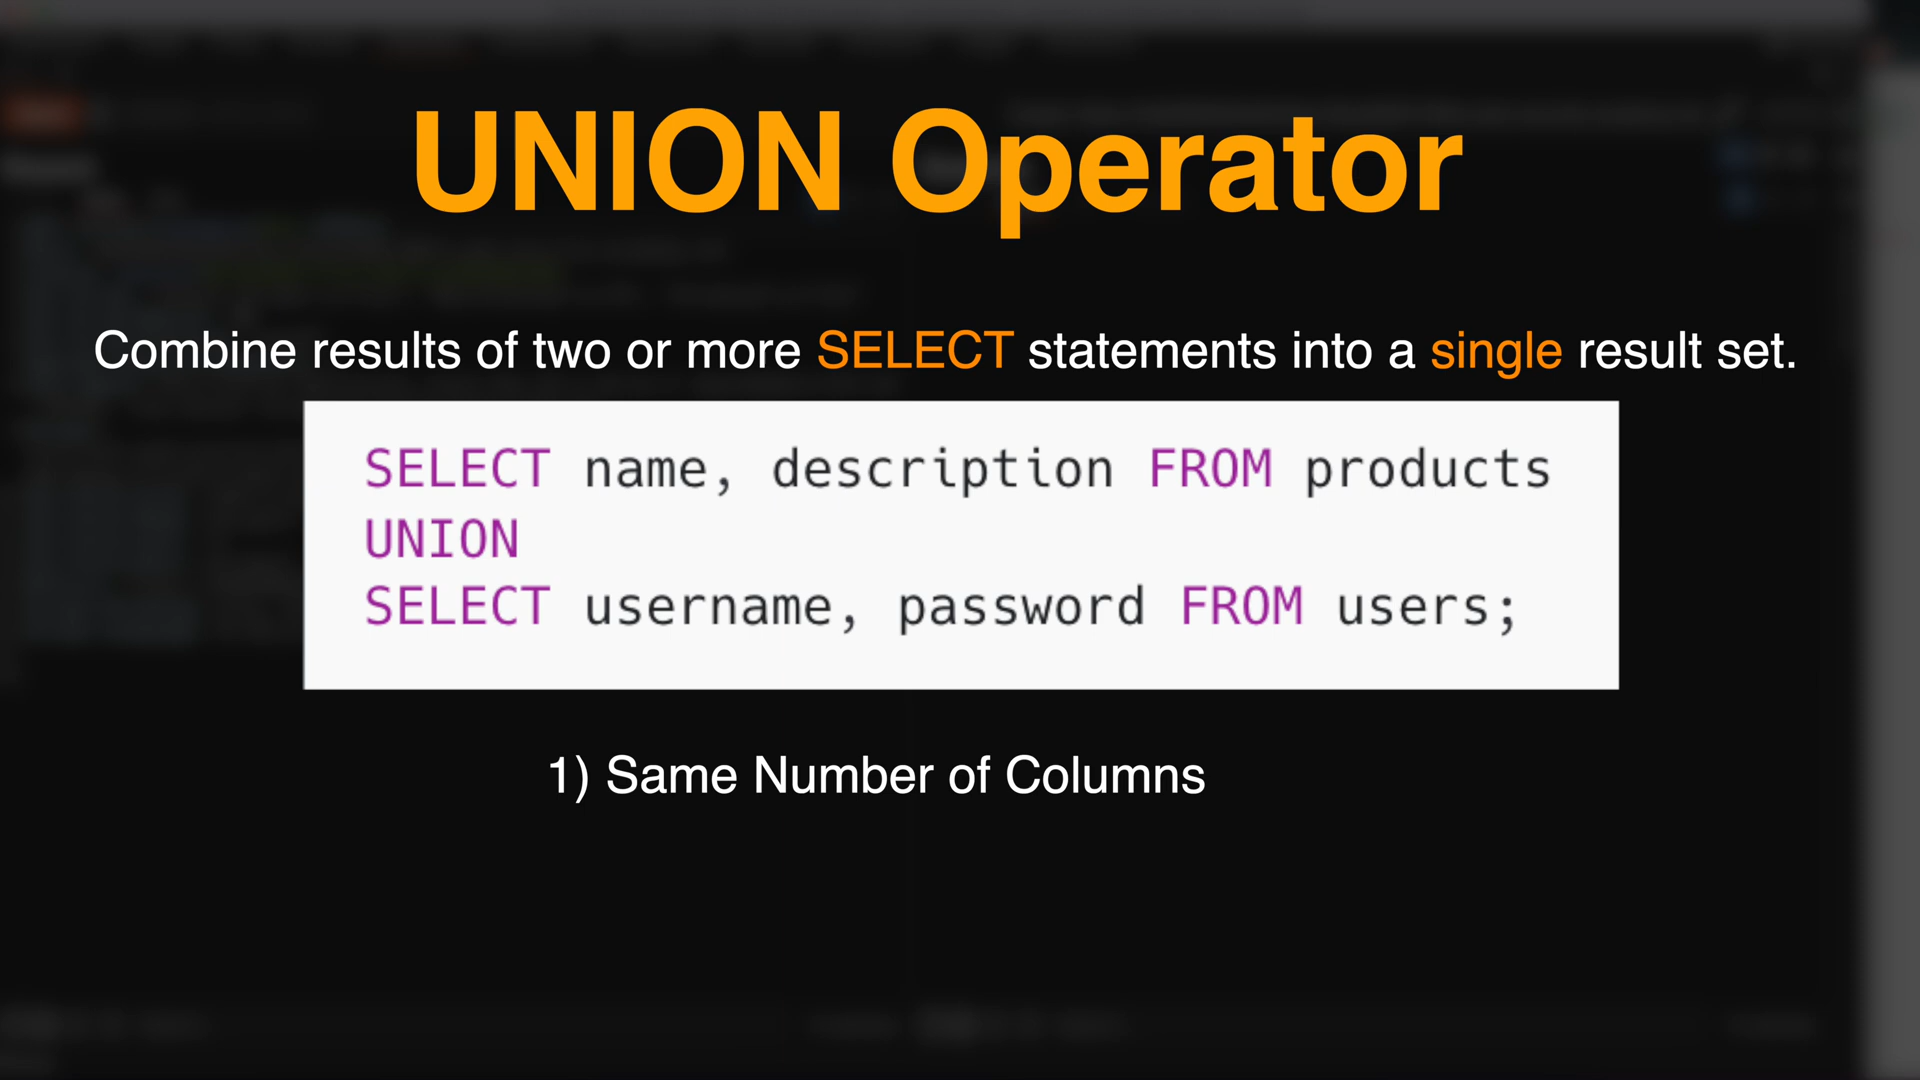 UNION Operator
Combine results of two or more SELECT statements into a single result set.
SELECT name, description FROM products
UNION
SELECT username, password FROM users;
1) Same Number of Columns